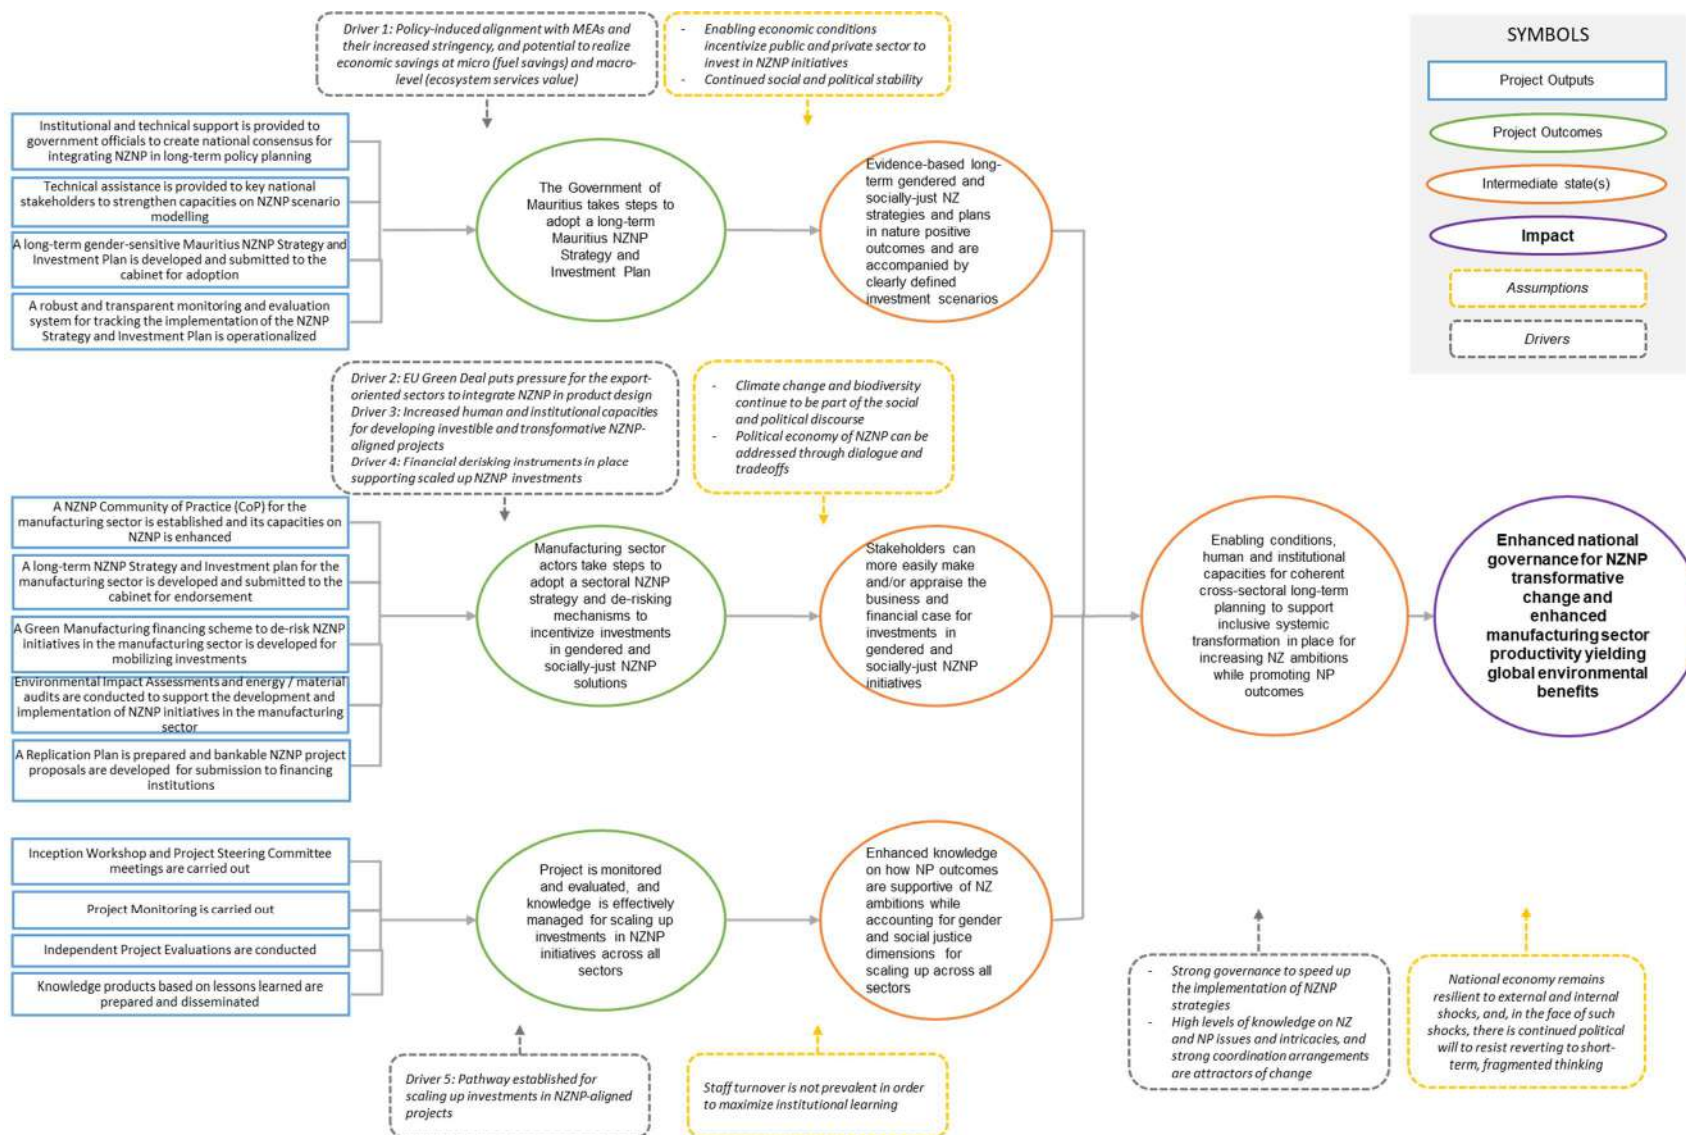 Driver 1: Policy-induced alignment with MEAs and
their increased stringency, and potential to realize
economic savings at micro (fuel savings) and macro-
level (ecosystem services value)
- Enabling economic conditions
incentivize public and private sector to
invest in NZNP initiatives
- Continued social and political stability
SYMBOLS
Project Outputs
Project Outcomes
Intermediate state(s)
Impact
Assumptions
Drivers
Institutional and technical support is provided to
government officials to create national consensus for
integrating NZNP in long-term policy planning
Technical assistance is provided to key national
stakeholders to strengthen capacities on NZNP scenario
modelling
A long-term gender-sensitive Mauritius NZNP Strategy and
Investment Plan is developed and submitted to the
cabinet for adoption
A robust and transparent monitoring and evaluation
system for tracking the implementation of the NZNP
Strategy and Investment Plan is operationalized
The Government of
Mauritius takes steps to
adopt a long-term
Mauritius NZNP
Strategy and
Investment Plan
Evidence-based long-
term gendered and
socially-just NZ
strategies and plans
in nature positive
outcomes and are
accompanied by
clearly defined
investment scenarios
Driver 2: EU Green Deal puts pressure for the export-
oriented sectors to integrate NZNP in product design
Driver 3: Increased human and institutional capacities
for developing investible and transformative NZNP-
aligned projects
Driver 4: Financial derisking instruments in place
supporting scaled up NZNP investments
- Climate change and biodiversity
continue to be part of the social
and political discourse
- Political economy of NZNP can be
addressed through dialogue and
tradeoffs
A NZNP Community of Practice (CoP) for the
manufacturing sector is established and its capacities on
NZNP is enhanced
A long-term NZNP Strategy and Investment plan for the
manufacturing sector is developed and submitted to the
cabinet for endorsement
A Green Manufacturing financing scheme to de-risk NZNP
initiatives in the manufacturing sector is developed for
mobilizing investments
Environmental Impact Assessments and energy / material
audits are conducted to support the development and
implementation of NZNP initiatives in the manufacturing
sector
A Replication Plan is prepared and bankable NZNP project
proposals are developed for submission to financing
institutions
Manufacturing sector
actors take steps to
adopt a sectoral NZNP
strategy and de-risking
mechanisms to
incentivize investments
in gendered and
socially-just NZNP
solutions
Stakeholders can
more easily make
and/or appraise the
business and
financial case for
investments in
gendered and
socially-just NZNP
initiatives
Enabling conditions,
human and institutional
capacities for coherent
cross-sectoral long-term
planning to support
inclusive systemic
transformation in place for
increasing NZ ambitions
while promoting NP
outcomes
Enhanced national
governance for NZNP
transformative
change and
enhanced
manufacturing sector
productivity yielding
global environmental
benefits
Inception Workshop and Project Steering Committee
meetings are carried out
Project Monitoring is carried out
Independent Project Evaluations are conducted
Knowledge products based on lessons learned are
prepared and disseminated
Project is monitored
and evaluated, and
knowledge is effectively
managed for scaling up
investments in NZNP
initiatives across all
sectors
Enhanced knowledge
on how NP outcomes
are supportive of NZ
ambitions while
accounting for gender
and social justice
dimensions for
scaling up across all
sectors
Driver 5: Pathway established for
scaling up investments in NZNP-aligned
projects
Staff turnover is not prevalent in order
to maximize institutional learning
- Strong governance to speed up
the implementation of NZNP
strategies
- High levels of knowledge on NZ
and NP issues and intricacies, and
strong coordination arrangements
are attractors of change
National economy remains
resilient to external and internal
shocks, and, in the face of such
shocks, there is continued political
will to resist reverting to short-
term, fragmented thinking